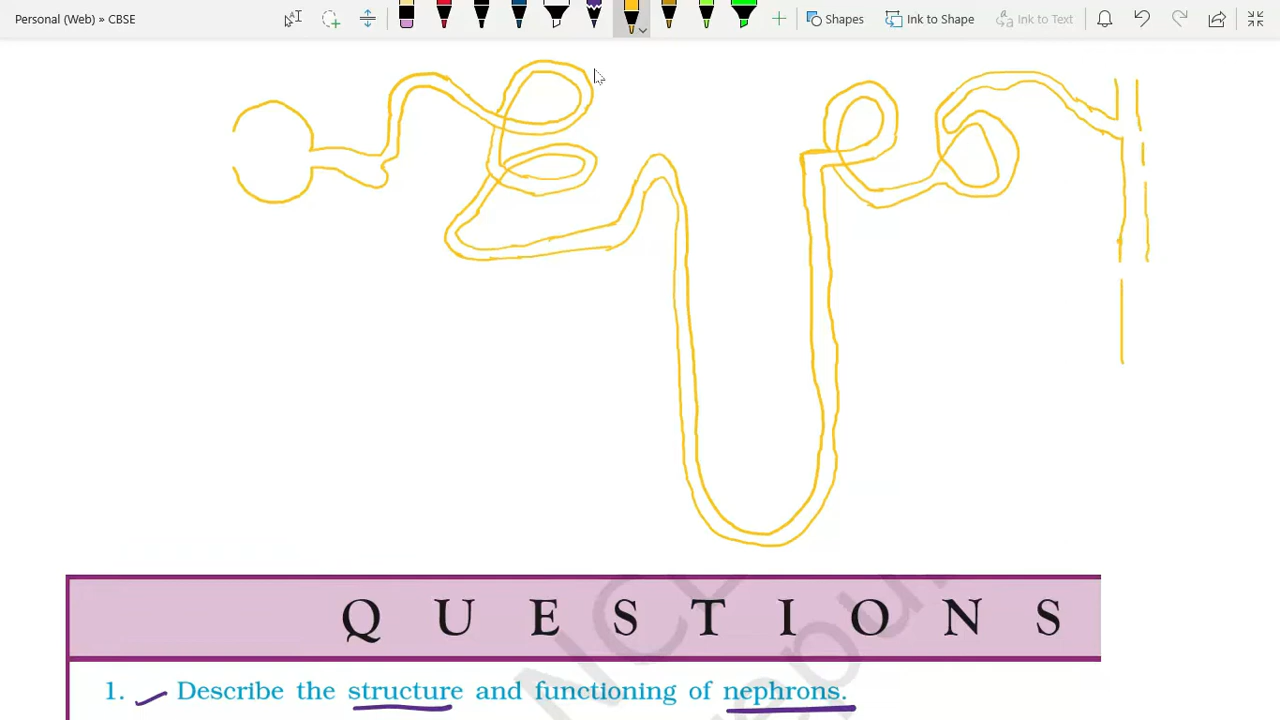 Personal (Web) » CBSE
Shapes
Ink to Shape
Ink to Text
QUESTIONS
1. Describe the structure and functioning of nephrons.